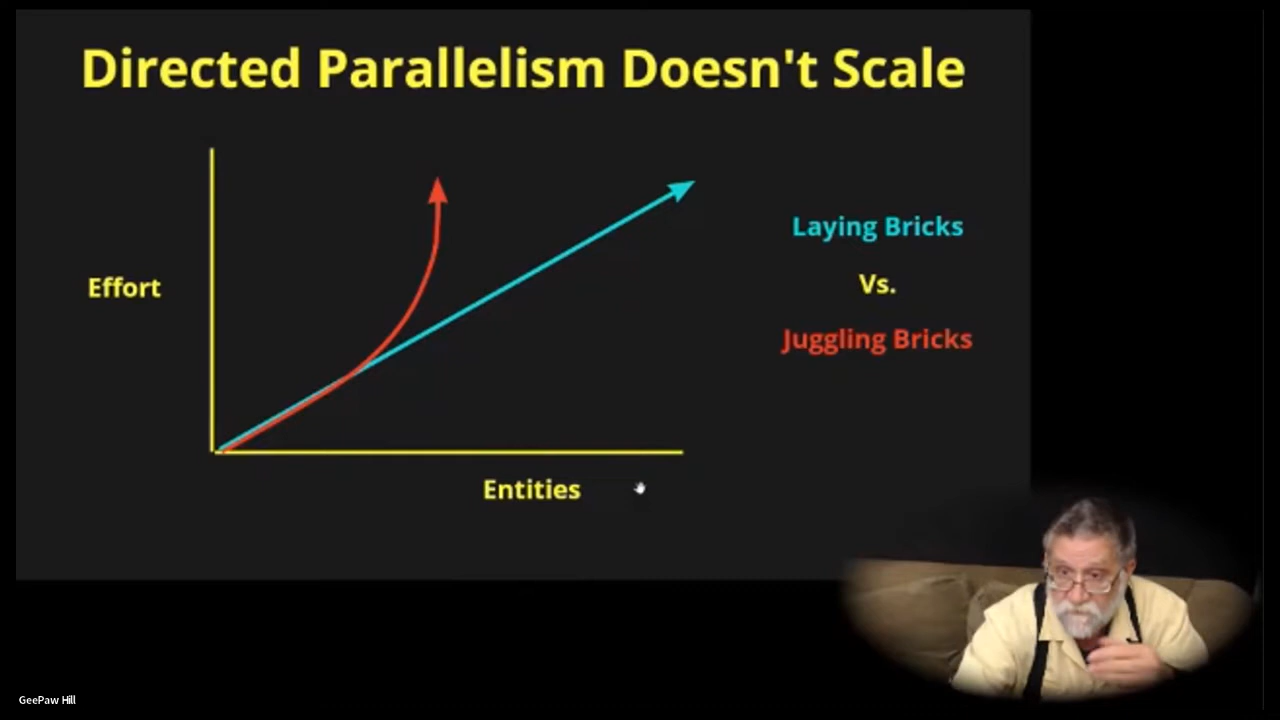 Directed Parallelism Doesn't Scale
Effort
Entities
Laying Bricks
Vs.
Juggling Bricks
GeePaw Hill